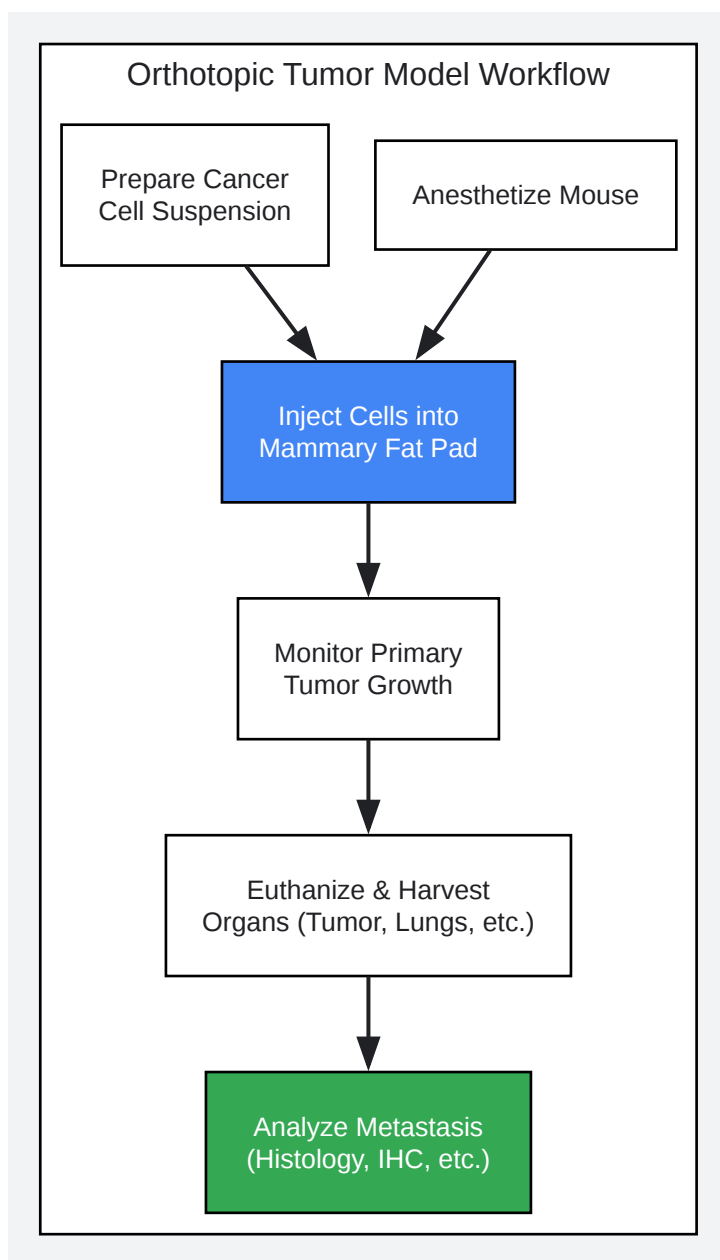 Orthotopic Tumor Model Workflow
Prepare Cancer
Cell Suspension
Anesthetize Mouse
Inject Cells into
Mammary Fat Pad
Monitor Primary
Tumor Growth
Euthanize & Harvest
Organs (Tumor, Lungs, etc.)
Analyze Metastasis
(Histology, IHC, etc.)